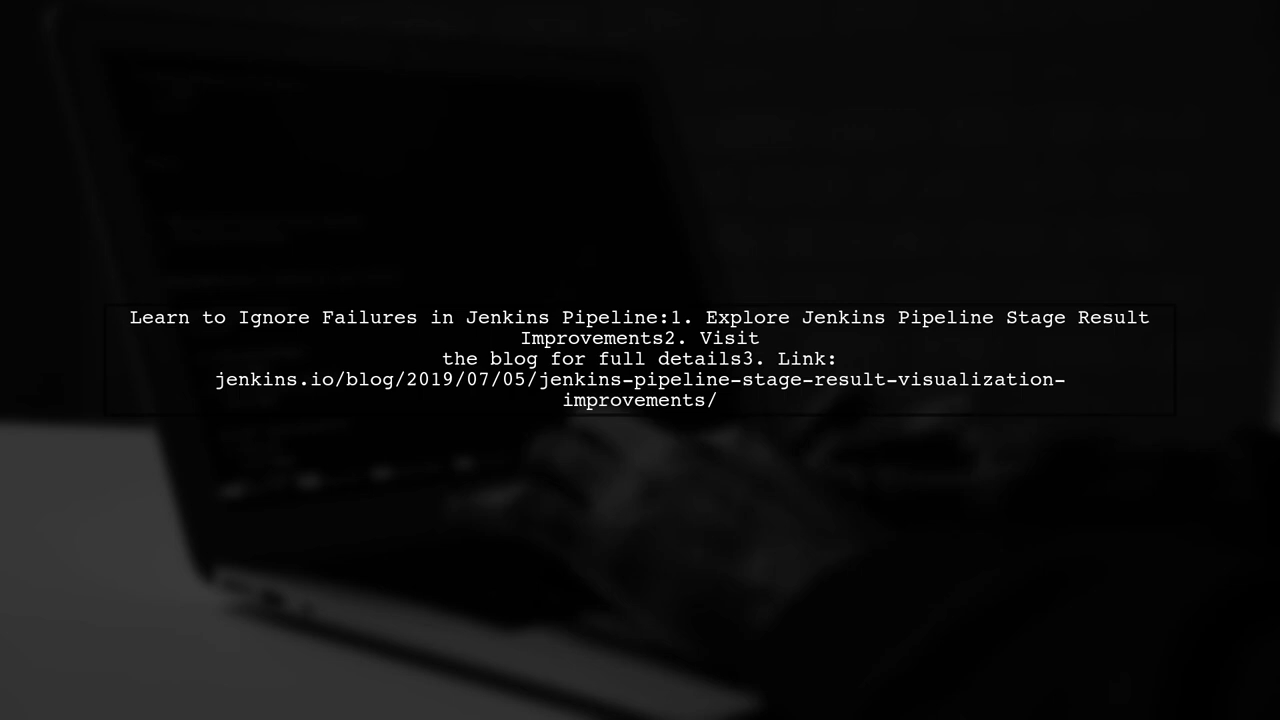 Learn to Ignore Failures in Jenkins Pipeline:1. Explore Jenkins Pipeline Stage Result
Improvements2. Visit
the blog for full details3. Link:
jenkins.io/blog/2019/07/05/jenkins-pipeline-stage-result-visualization-
improvements/